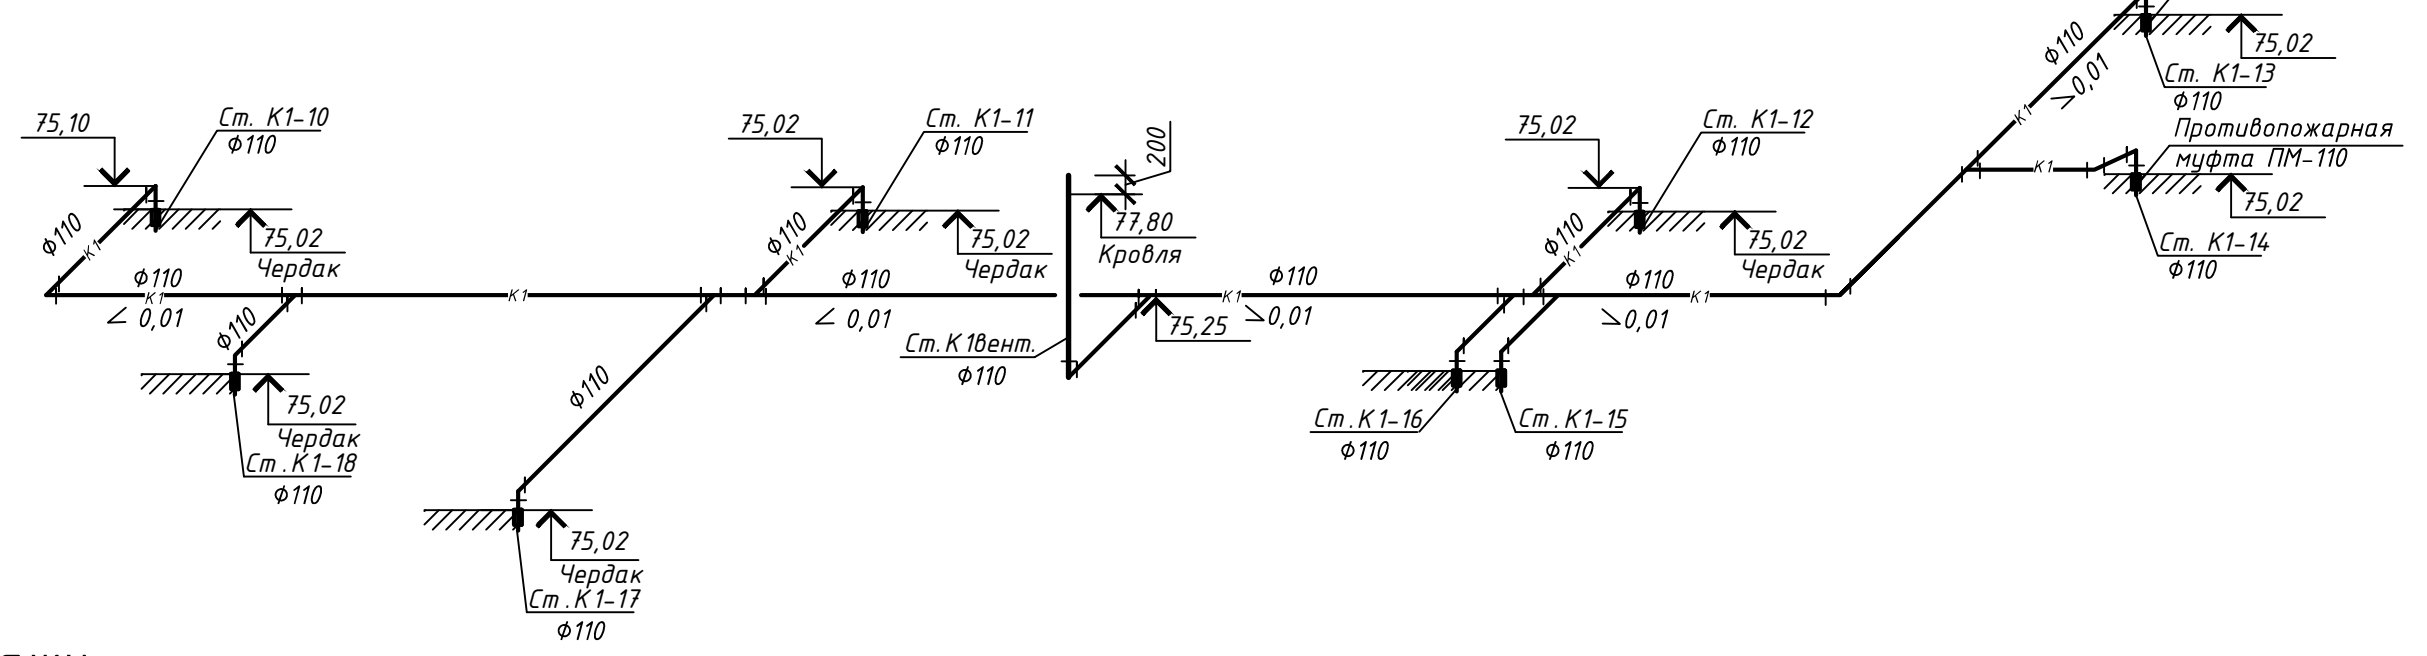 Ф110
75,02
Ст. К1-13
0,01
Ф110
К1
Противопожарная
муфта ПМ-110
К1
75,02
Ст. К1-14
Ф110
75,10
Ст. К1-10
Ф110
Ф110
К1
75,02
Чердак
Ф110
К1
0,01
Ф110
75,02
Чердак
Ст.К1-18
Ф110
К1
75,02
Ст. К1-11
Ф110
Ф110
К1
75,02
Чердак
Ф110
0,01
Ф110
75,02
Чердак
Ст.К1-17
Ф110
200
77,80
Кровля
Ст.К1вент.
Ф110
75,25
Ф110
К1
0,01
75,02
Ст. К1-12
Ф110
Ф110
К1
75,02
Чердак
Ф110
К1
0,01
Ст.К1-16
Ф110
Ст.К1-15
Ф110